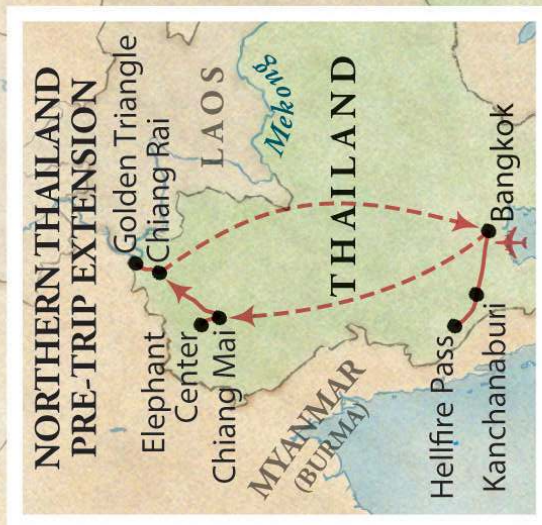 NORTHERN THAILAND
PRE-TRIP EXTENSION
Golden Triangle
Chiang Rai
LAOS
Elephant
Center
Chiang Mai
Mekong
THAILAND
MYANMAR
(BURMA)
Hellfire Pass
Kanchanaburi
Bangkok